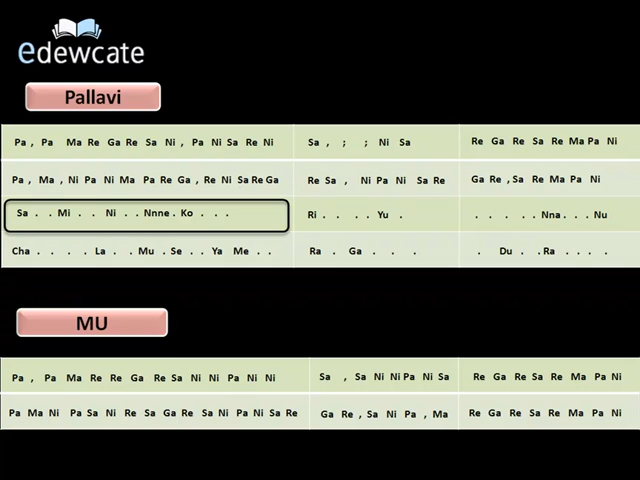 edewcate
Pallavi
Pa , Pa Ma Re Ga Re Sa Ni , Pa Ni Sa Re Ni Sa , ; ; Ni Sa Re Ga Re Sa Re Ma Pa Ni
Pa , Ma , Ni Pa Ni Ma Pa Re Ga , Re Ni Sa Re Ga Re Sa , Ni Pa Ni Sa Re Ga Re , Sa Re Ma Pa Ni
Sa . . Mi . . Ni . . Nnne . Ko . . . Ri . . . . Yu . . . . . . Nna . . . Nu
Cha . . . . La . . Mu . Se . . Ya Me . . Ra . Ga . . . . Du . . Ra . . . .
MU
Pa , Pa Ma Re Re Ga Re Sa Ni Ni Pa Ni Ni Sa , Sa Ni Ni Pa Ni Sa Re Ga Re Sa Re Ma Pa Ni
Pa Ma Ni Pa Sa Ni Re Sa Ga Re Sa Ni Pa Ni Sa Re Ga Re , Sa Ni Pa , Ma Re Ga Re Sa Re Ma Pa Ni